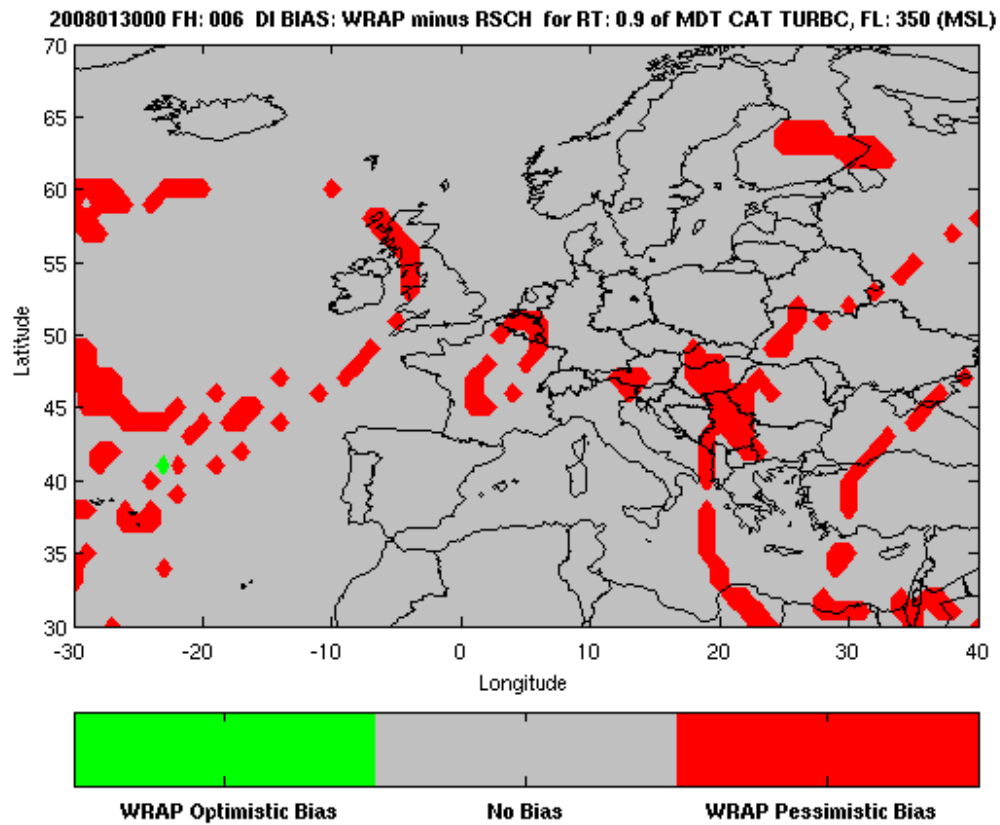 2008013000 FH: 006 DI BIAS: WRAP minus RSCH for RT: 0.9 of MDT CAT TURBC, FL: 350 (MSL)
70
65
60
55
50
45
40
35
30
Latitude
-30
-20
-10
0
10
20
30
40
Longitude
WRAP Optimistic Bias
No Bias
WRAP Pessimistic Bias